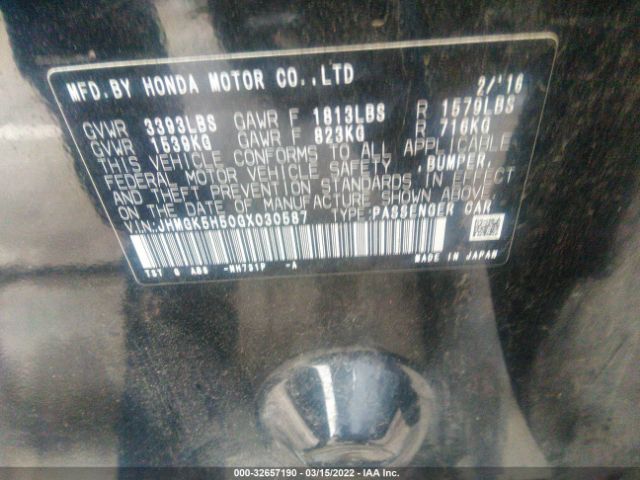 MFD.BY HONDA MOTOR CO.,LTD 2/'16
GVWR 3393LBS GAWR F 1813LBS R 1579LBS
GVWR 1539KG GAWR F 823KG R 716KG
THIS VEHICLE CONFORMS TO ALL APPLICABLE
FEDERAL MOTOR VEHICLE SAFETY ,BUMPER,
AND THEFT PREVENTION STANDARDS IN EFFECT
ON THE DATE OF MANUFACTURE SHOWN ABOVE.
VIN:JHMGK5H50GX030587 TYPE:PASSENGER CAR
-NH731P -A MADE IN JAPAN
000-32657190 - 03/15/2022 - IAA Inc.